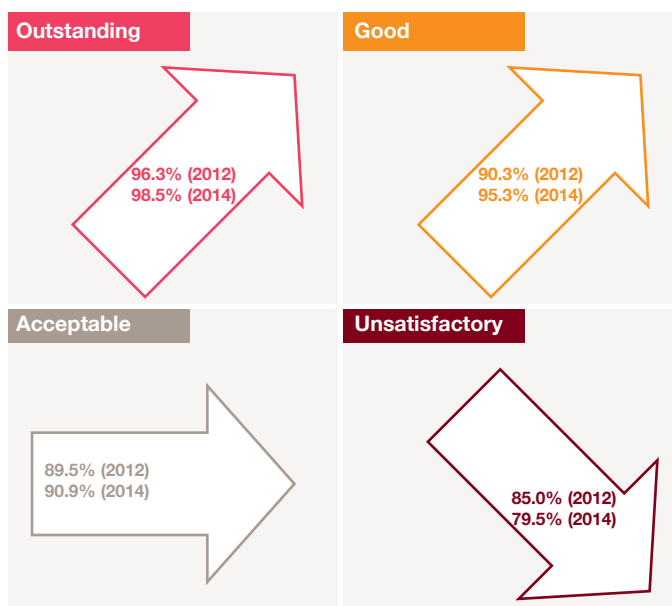 Outstanding
96.3% (2012)
98.5% (2014)
Good
90.3% (2012)
95.3% (2014)
Acceptable
89.5% (2012)
90.9% (2014)
Unsatisfactory
85.0% (2012)
79.5% (2014)